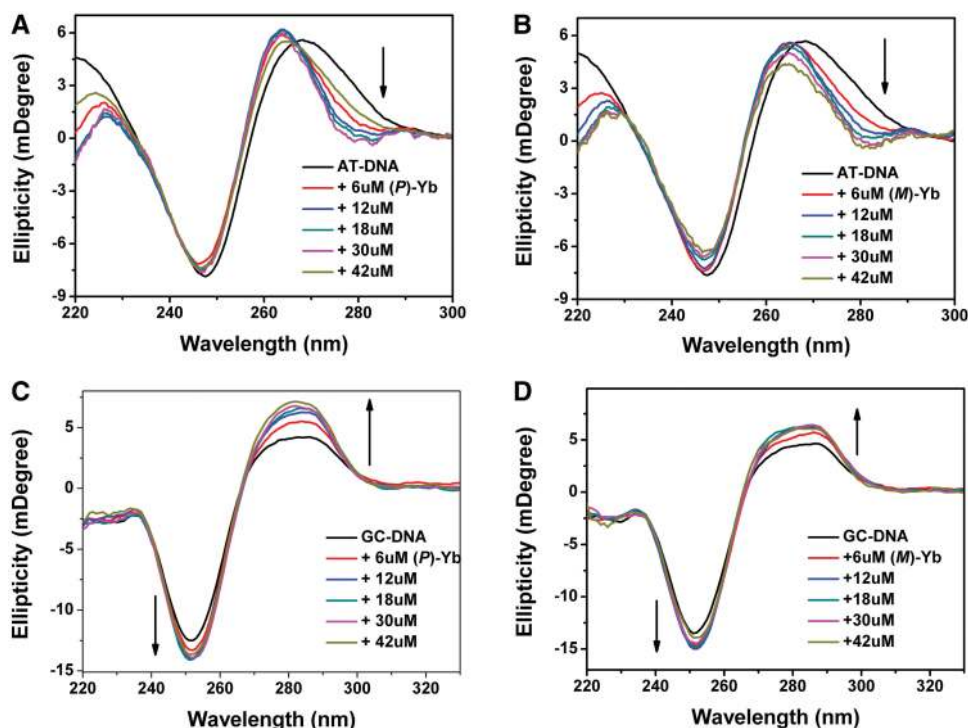 A
6
3
0
-3
-6
-9
Ellipticity (mDegree)
AT-DNA
+ 6uM (P)-Yb
+ 12uM
+ 18uM
+ 30uM
+ 42uM
220 240 260 280 300
Wavelength (nm)
B
6
3
0
-3
-6
-9
Ellipticity (mDegree)
AT-DNA
+ 6uM (M)-Yb
+ 12uM
+ 18uM
+ 30uM
+ 42uM
220 240 260 280 300
Wavelength (nm)
C
5
0
-5
-10
-15
Ellipticity (mDegree)
GC-DNA
+ 6uM (P)-Yb
+ 12uM
+ 18uM
+ 30uM
+ 42uM
220 240 260 280 300 320
Wavelength (nm)
D
10
5
0
-5
-10
-15
Ellipticity (mDegree)
GC-DNA
+6uM (M)-Yb
+12uM
+18uM
+30uM
+42uM
220 240 260 280 300 320
Wavelength (nm)